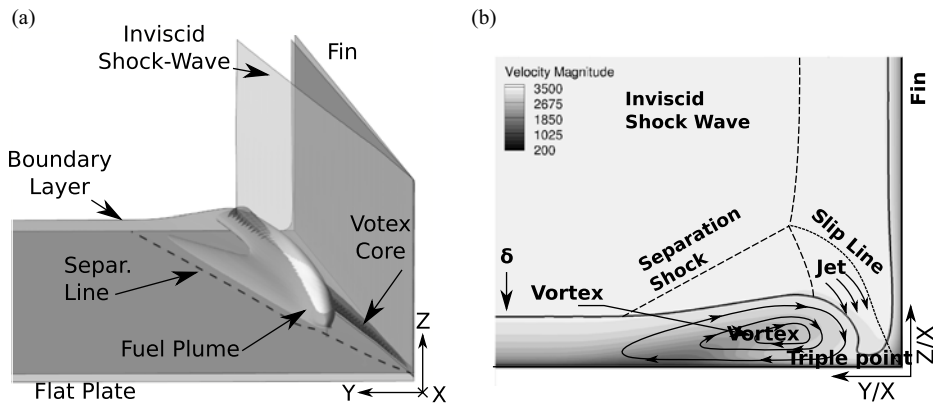 (a)
Inviscid
Shock-Wave
Fin
Boundary
Layer
Votex
Core
Separ.
Line
Fuel Plume
Z
Flat Plate
Y
X
(b)
Velocity Magnitude
3500
2675
1850
1025
200
Inviscid
Shock Wave
Fin
Separation
Shock
Slip Line
δ
Jet
Vortex
Vortex
Triple point
Z/X
Y/X